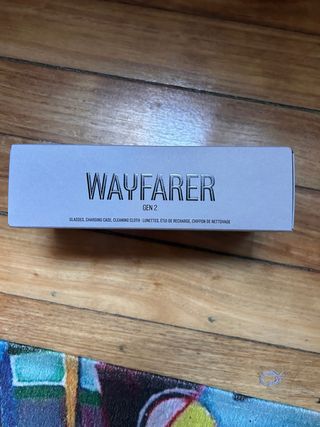 WAYFARER
GEN 2
GLASSES, CHARGING CASE, CLEANING CLOTH · LUNETTES, ÉTUI DE RECHARGE, CHIFFON DE NETTOYAGE